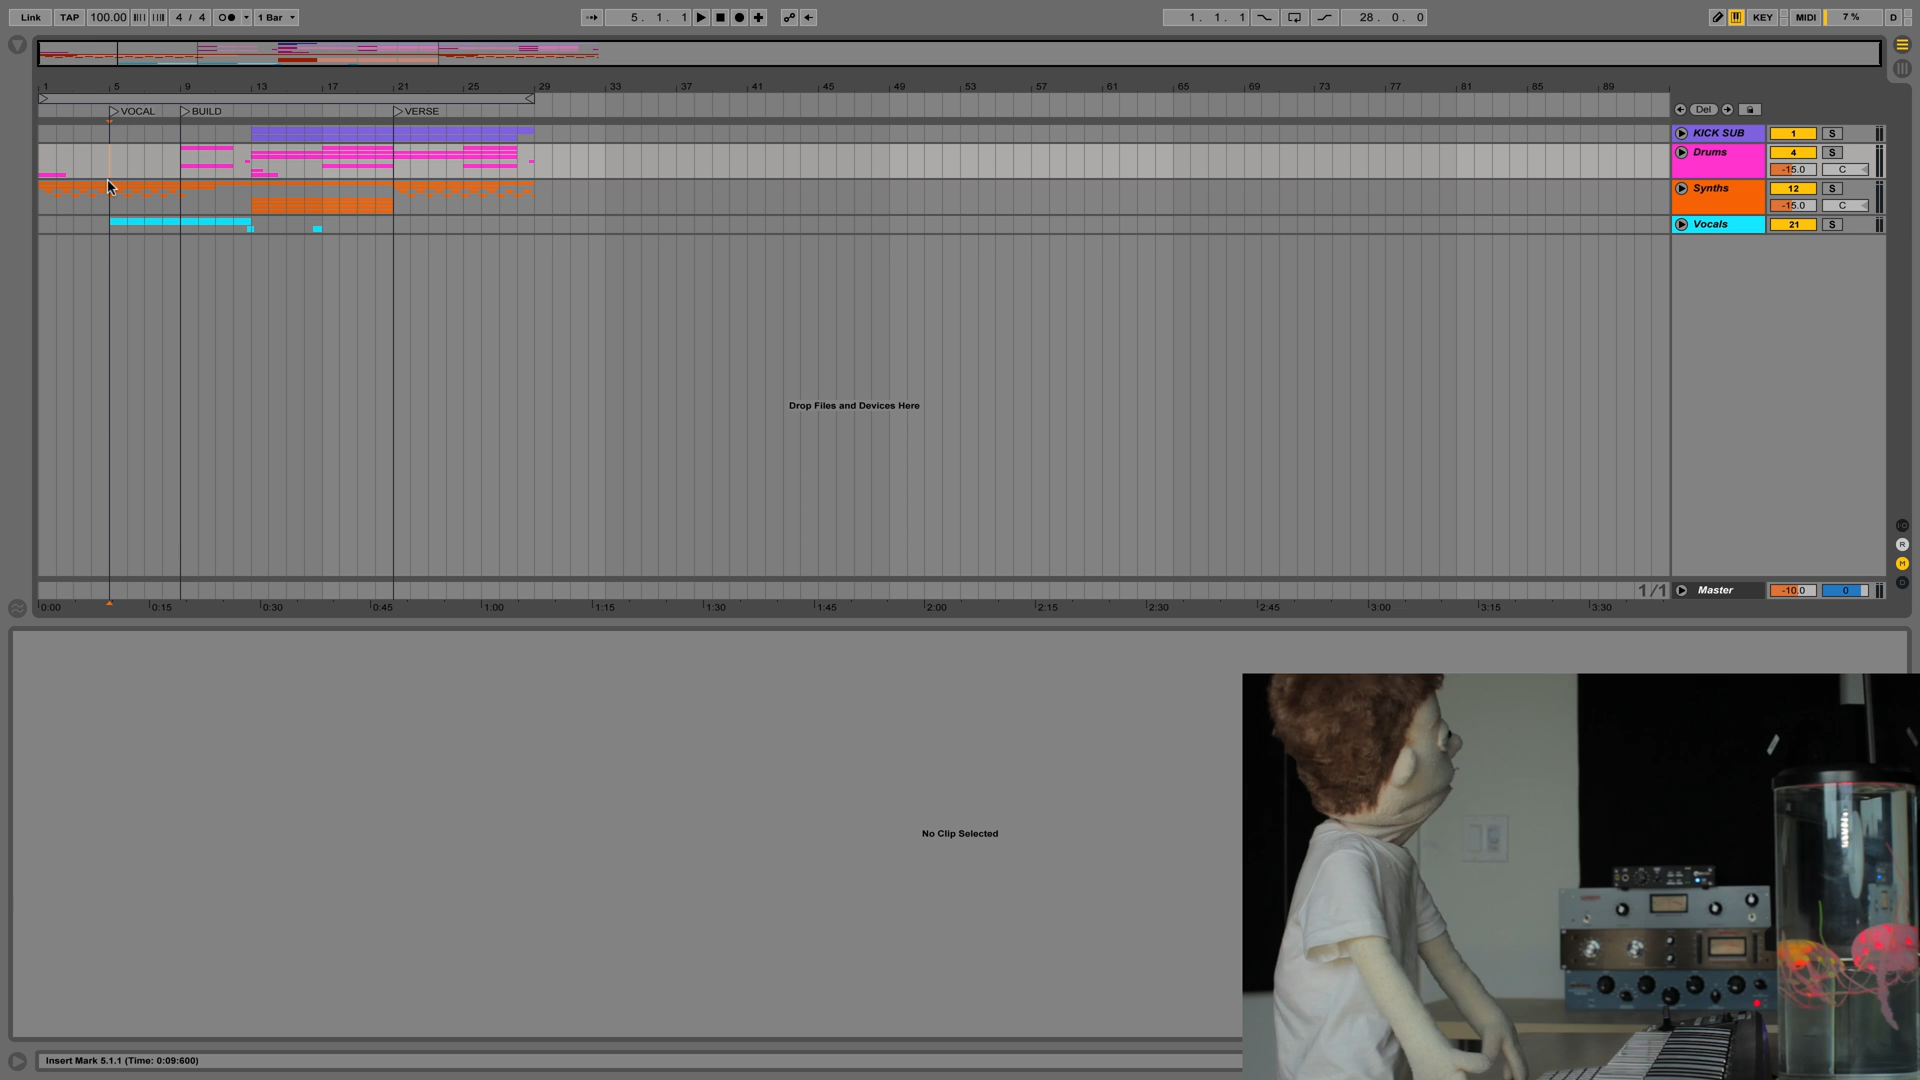 Link TAP 100.00 4 / 4 1 Bar 5. 1. 1 1. 1. 1 28. 0. 0 KEY MIDI 7 % D
1 5 9 13 17 21 25 29 33 37 41 45 49 53 57 61 65 69 73 77 81 85 89
VOCAL BUILD VERSE Del
KICK SUB 1 S
Drums 4 S
-15.0 C
Synths 12 S
-15.0 C
Vocals 21 S
Drop Files and Devices Here
R
M
D
1/1 Master -10.0 0
0:00 0:15 0:30 0:45 1:00 1:15 1:30 1:45 2:00 2:15 2:30 2:45 3:00 3:15 3:30
No Clip Selected
Insert Mark 5.1.1 (Time: 0:09:600)